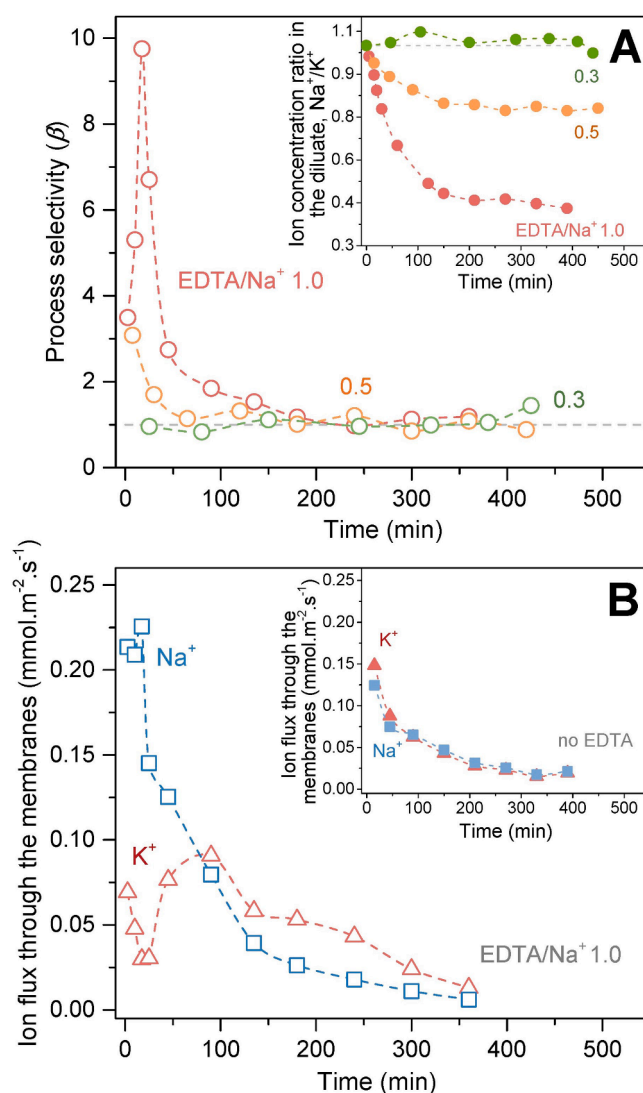 A
Process selectivity (β)
10
8
6
4
2
0
0 100 200 300 400 500
Time (min)
EDTA/Na⁺ 1.0
0.5
0.3
Ion concentration ratio in
the diluate, Na⁺/K⁺
1.1
1.0
0.8
0.6
0.4
0.3
0 100 200 300 400 500
Time (min)
0.3
0.5
EDTA/Na⁺ 1.0
B
Ion flux through the membranes (mmol.m⁻².s⁻¹)
0.25
0.20
0.15
0.10
0.05
0.00
0 100 200 300 400 500
Time (min)
Na⁺
K⁺
EDTA/Na⁺ 1.0
Ion flux through the
membranes (mmol.m⁻².s⁻¹)
0.25
0.20
0.15
0.10
0.05
0.00
0 100 200 300 400 500
Time (min)
K⁺
Na⁺
no EDTA